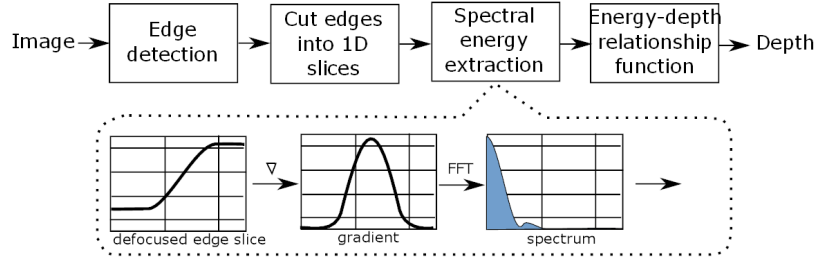 Image
Edge
detection
Cut edges
into 1D
slices
Spectral
energy
extraction
Energy-depth
relationship
function
Depth
∇
FFT
defocused edge slice
gradient
spectrum